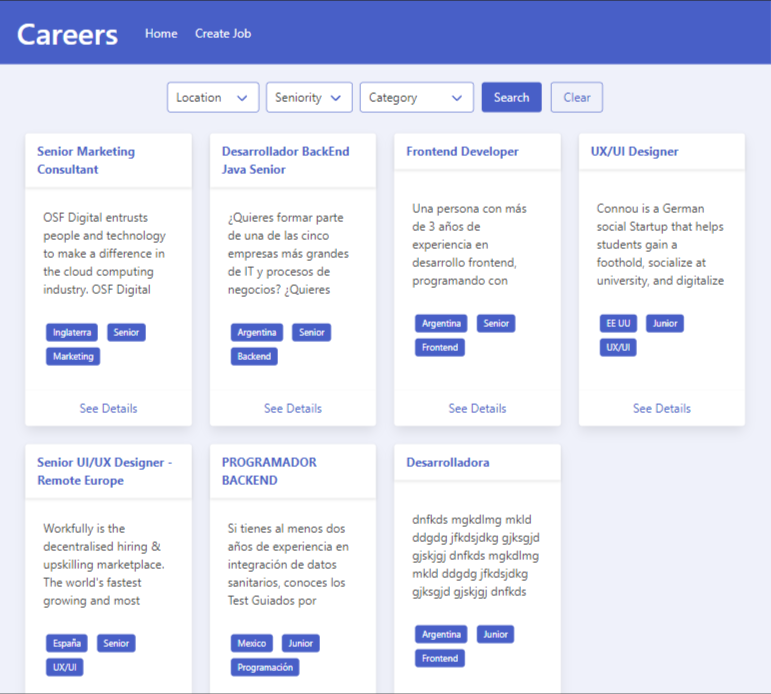 Careers Home Create Job
Location Seniority Category Search Clear
Senior Marketing
Consultant
OSF Digital entrusts
people and technology
to make a difference in
the cloud computing
industry. OSF Digital
Inglaterra Senior
Marketing
See Details
Desarrollador BackEnd
Java Senior
¿Quieres formar parte
de una de las cinco
empresas más grandes
de IT y procesos de
negocios? ¿Quieres
Argentina Senior
Backend
See Details
Frontend Developer
Una persona con más
de 3 años de
experiencia en
desarrollo frontend,
programando con
Argentina Senior
Frontend
See Details
UX/UI Designer
Connou is a German
social Startup that helps
students gain a
foothold, socialize at
university, and digitalize
EE UU Junior
UX/UI
See Details
Senior UI/UX Designer -
Remote Europe
Workfully is the
decentralised hiring &
upskilling marketplace.
The world's fastest
growing and most
España Senior
UX/UI
PROGRAMADOR
BACKEND
Si tienes al menos dos
años de experiencia en
integración de datos
sanitarios, conoces los
Test Guiados por
Mexico Junior
Programación
Desarrolladora
dnfkds mgkdlmg mkld
ddgdg jfkdsjdkg gjksgjd
gjskjgj dnfkds mgkdlmg
mkld ddgdg jfkdsjdkg
gjksgjd gjskjgj dnfkds
Argentina Junior
Frontend